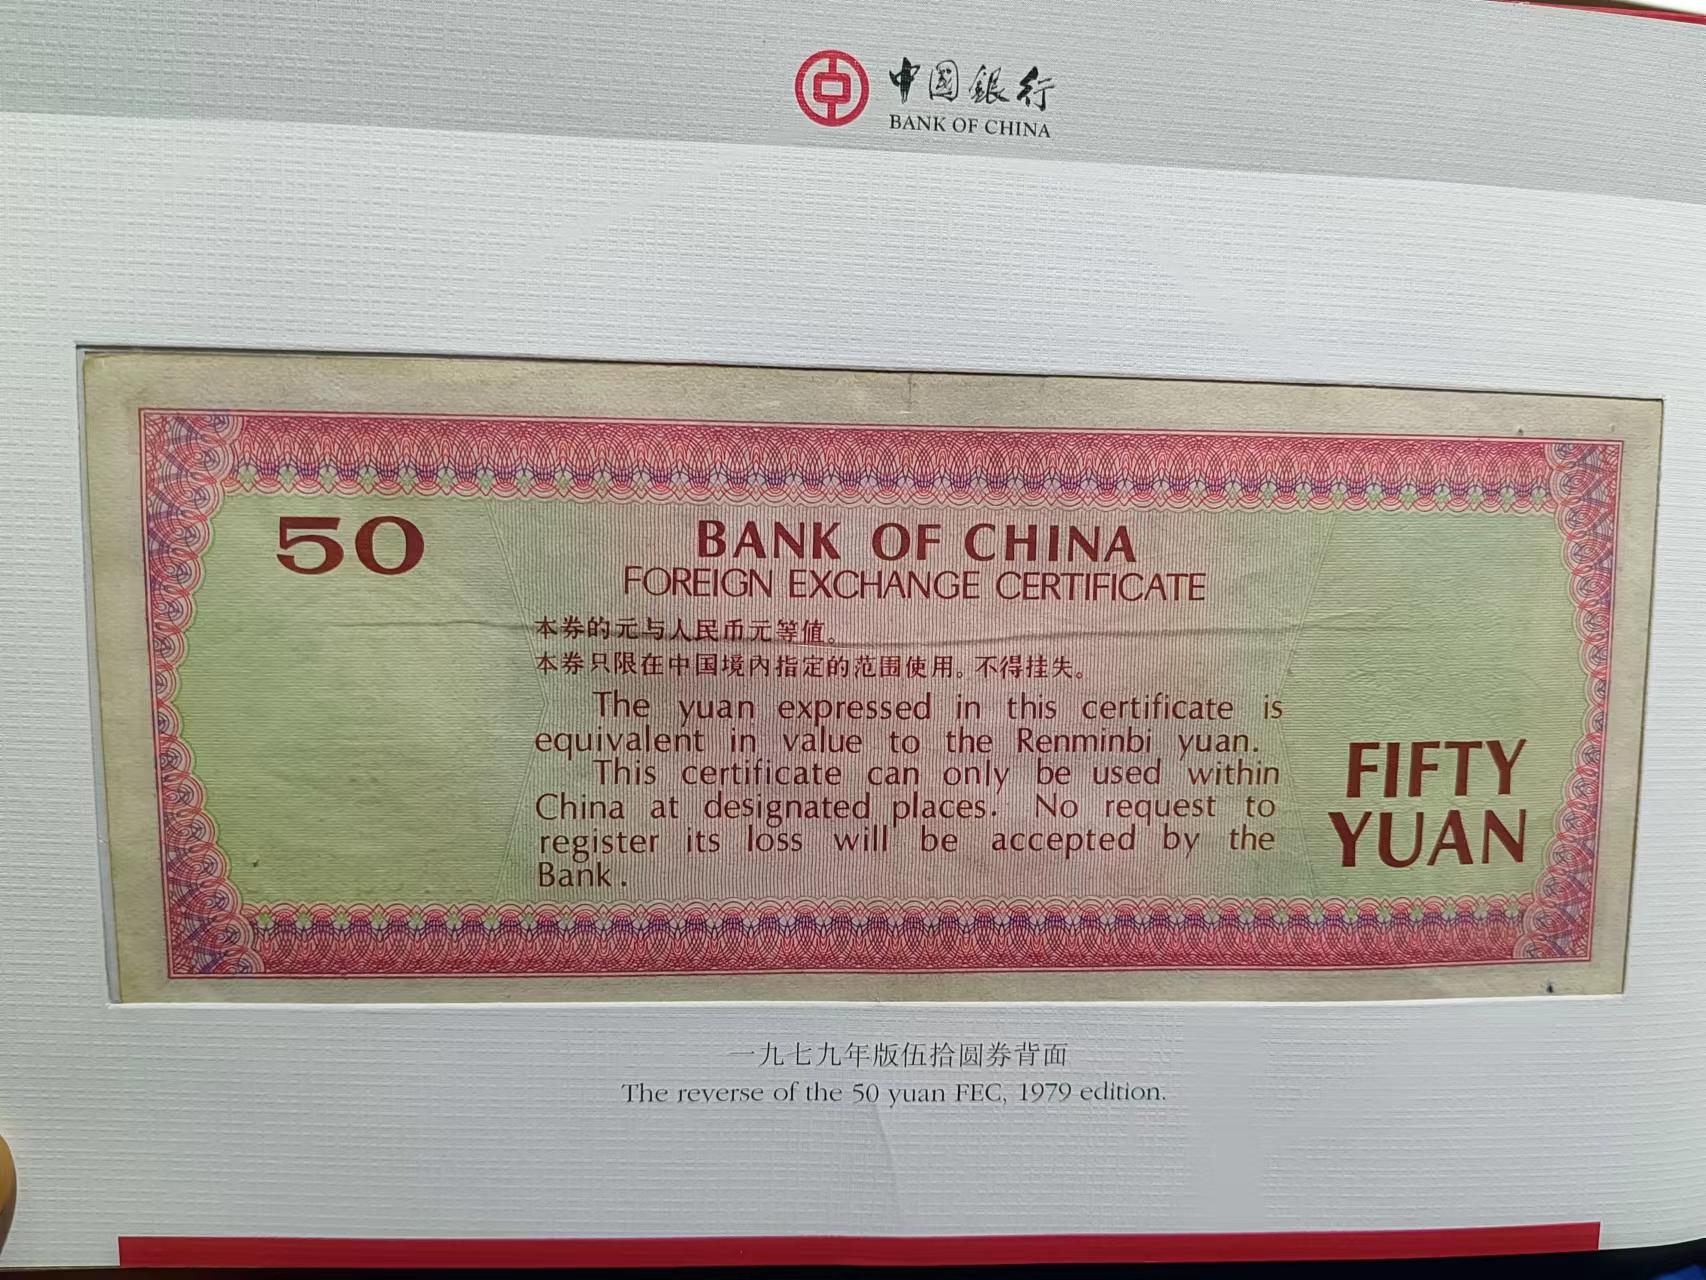 中國銀行
BANK OF CHINA
50
BANK OF CHINA
FOREIGN EXCHANGE CERTIFICATE
本券的元与人民币元等值。
本券只限在中国境内指定的范围使用。不得挂失。
The yuan expressed in this certificate is
equivalent in value to the Renminbi yuan.
This certificate can only be used within
China at designated places. No request to
register its loss will be accepted by the
Bank.
FIFTY
YUAN
一九七九年版伍拾圆券背面
The reverse of the 50 yuan FEC, 1979 edition.